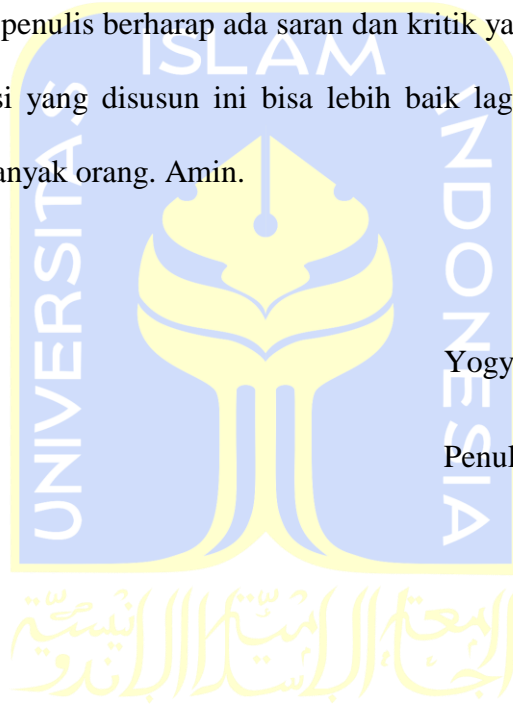 penulis berharap ada saran dan kritik ya
si yang disusun ini bisa lebih baik lag
anyak orang. Amin.
Yogy
Penul
UNIVERSITAS
ISLAM
INDONESIA